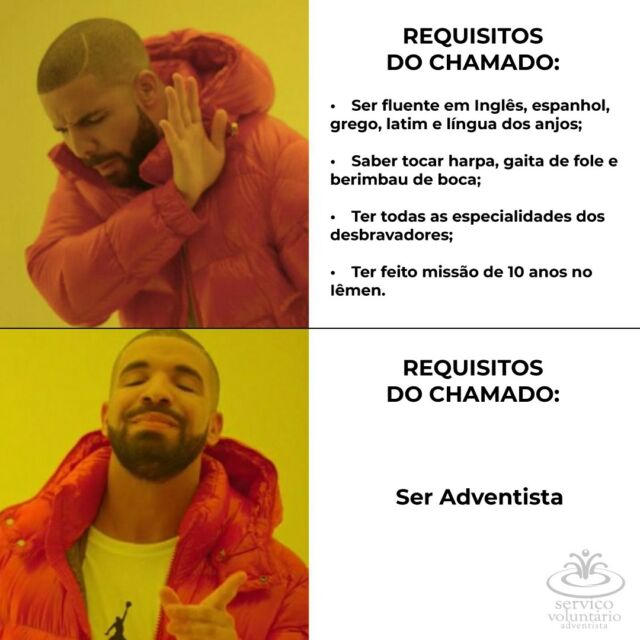 REQUISITOS
DO CHAMADO:
• Ser fluente em Inglês, espanhol,
grego, latim e língua dos anjos;
• Saber tocar harpa, gaita de fole e
berimbau de boca;
• Ter todas as especialidades dos
desbravadores;
• Ter feito missão de 10 anos no
Iêmen.
REQUISITOS
DO CHAMADO:
Ser Adventista
serviço
voluntário
adventista